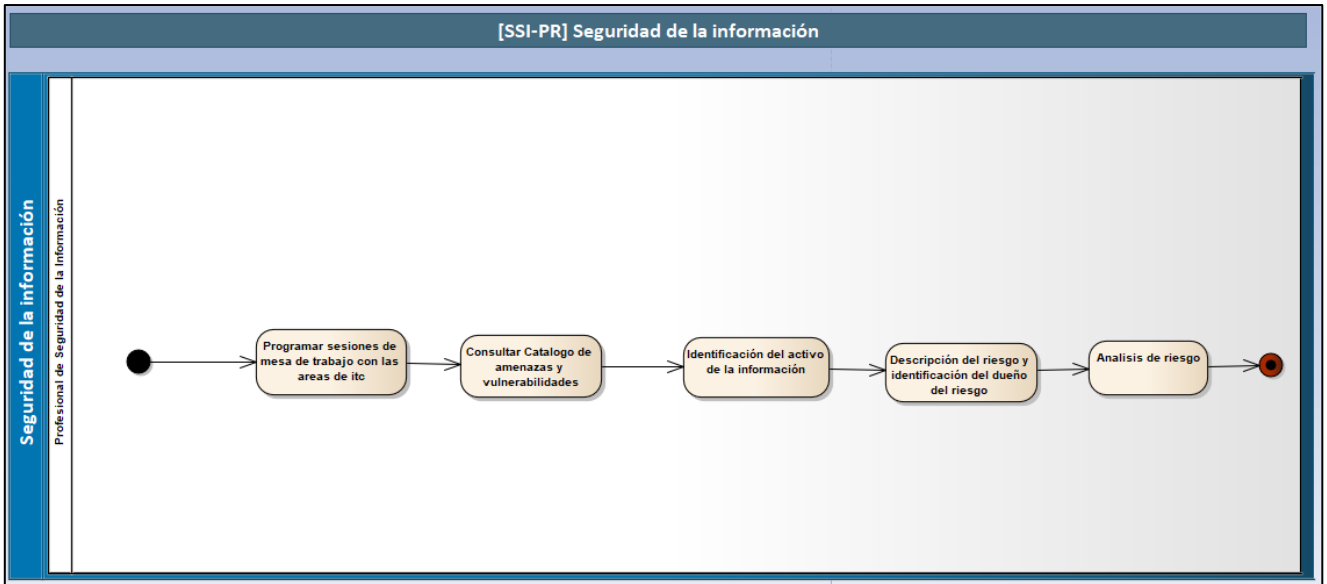 [SSI-PR] Seguridad de la información
Seguridad de la información
Profesional de Seguridad de la Información
Programar sesiones de
mesa de trabajo con las
areas de itc
Consultar Catalogo de
amenazas y
vulnerabilidades
Identificación del activo
de la información
Descripción del riesgo y
identificación del dueño
del riesgo
Analisis de riesgo